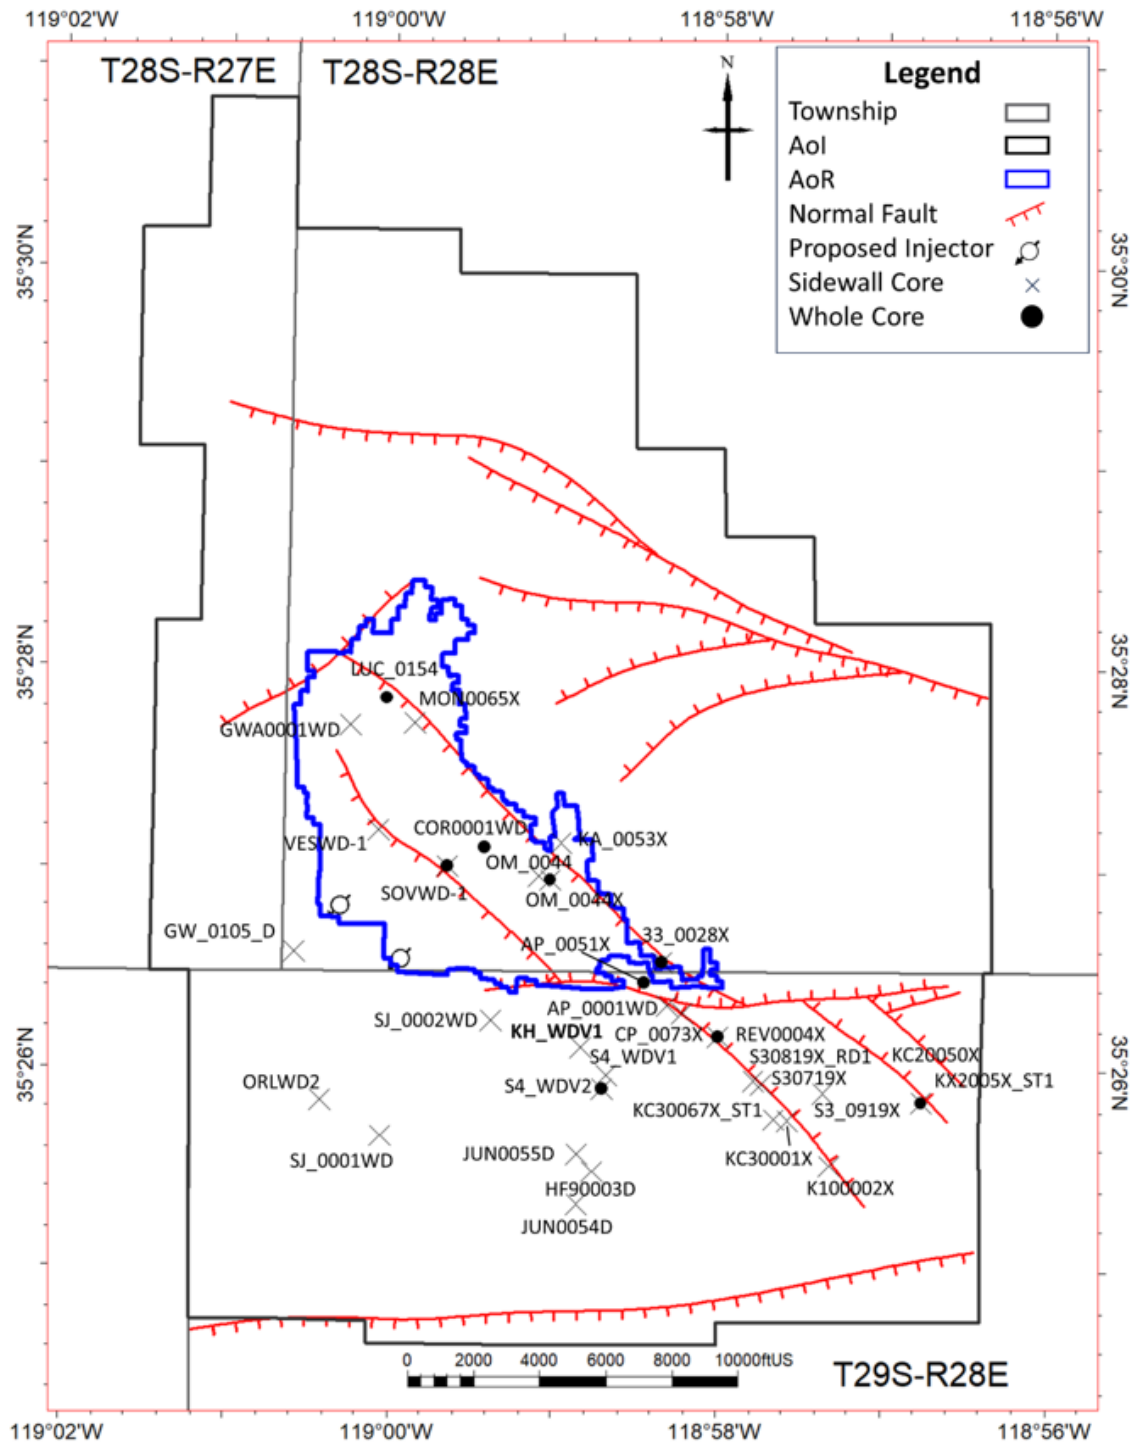 119°02'W 119°00'W 118°58'W 118°56'W
T28S-R27E T28S-R28E
N
Legend
Township
AoI
AoR
Normal Fault
Proposed Injector
Sidewall Core
Whole Core
35°30'N
35°30'N
35°28'N
35°28'N
LUC_0154
MON0065X
GWA0001WD
COR0001WD
KA_0053X
VESWD-1
OM_0044
SOVWD-1
OM_0044X
GW_0105_D
AP_0051X
33_0028X
AP_0001WD
SJ_0002WD
KH_WDV1
CP_0073X
REV0004X
S4_WDV1
S30819X_RD1
KC20050X
35°26'N
35°26'N
ORLWD2
S4_WDV2
S30719X
KX2005X_ST1
KC30067X_ST1
S3_0919X
SJ_0001WD
JUN0055D
KC30001X
HF90003D
K100002X
JUN0054D
0 2000 4000 6000 8000 10000ftUS
T29S-R28E
119°02'W 119°00'W 118°58'W 118°56'W